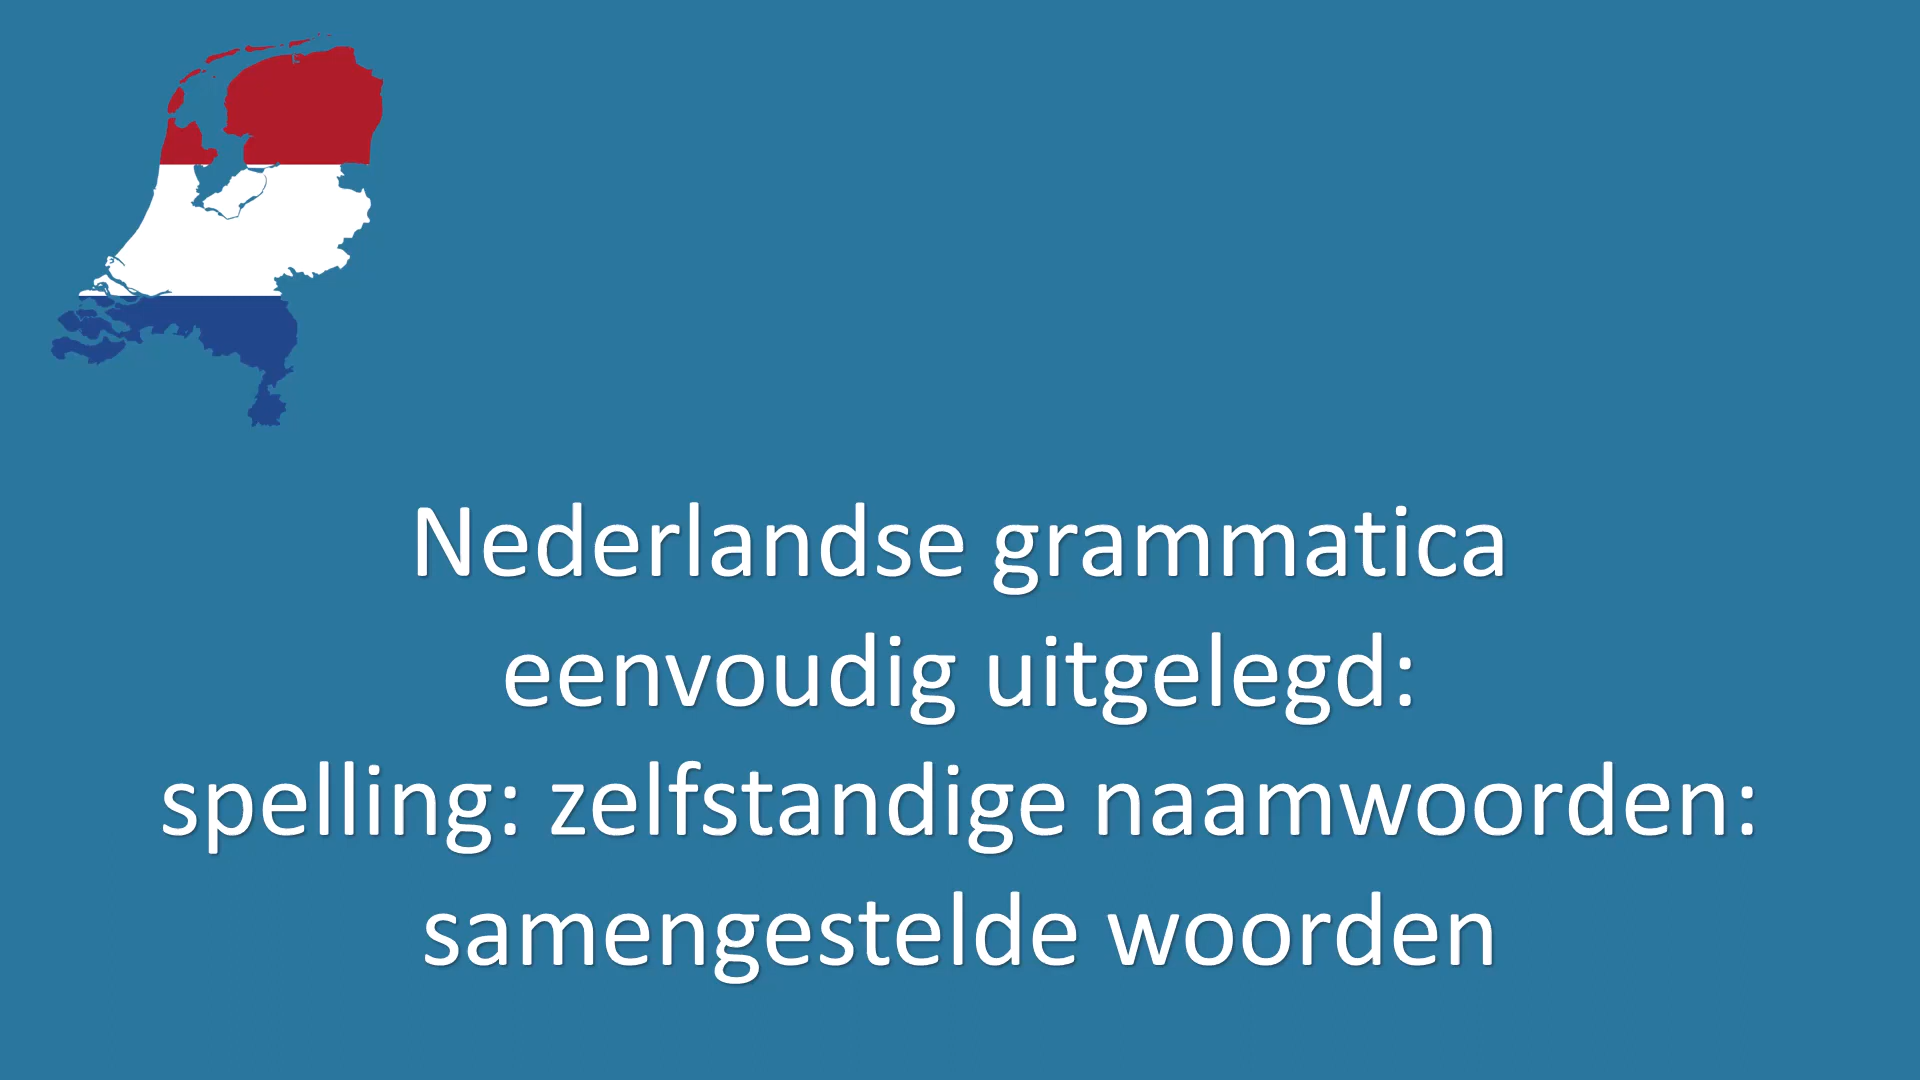 Nederlandse grammatica
eenvoudig uitgelegd:
spelling: zelfstandige naamwoorden:
samengestelde woorden